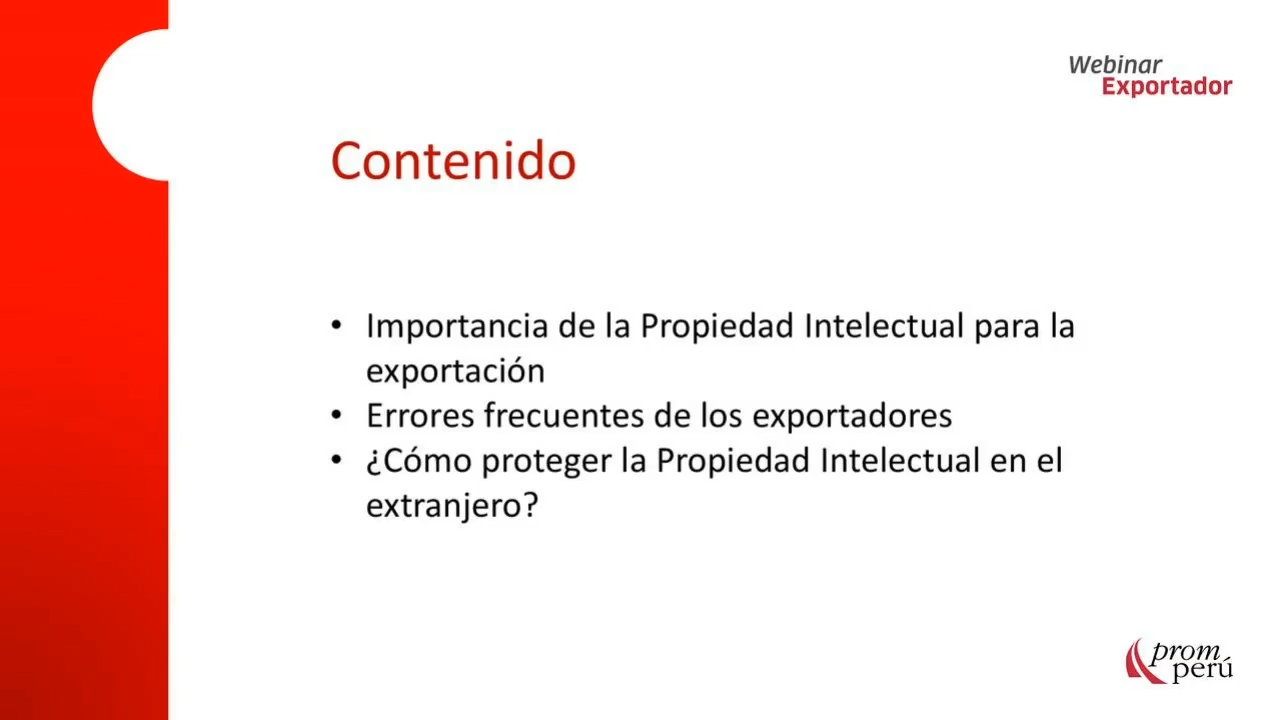 Webinar
Exportador
Contenido
• Importancia de la Propiedad Intelectual para la
exportación
• Errores frecuentes de los exportadores
• ¿Cómo proteger la Propiedad Intelectual en el
extranjero?
prom
perú